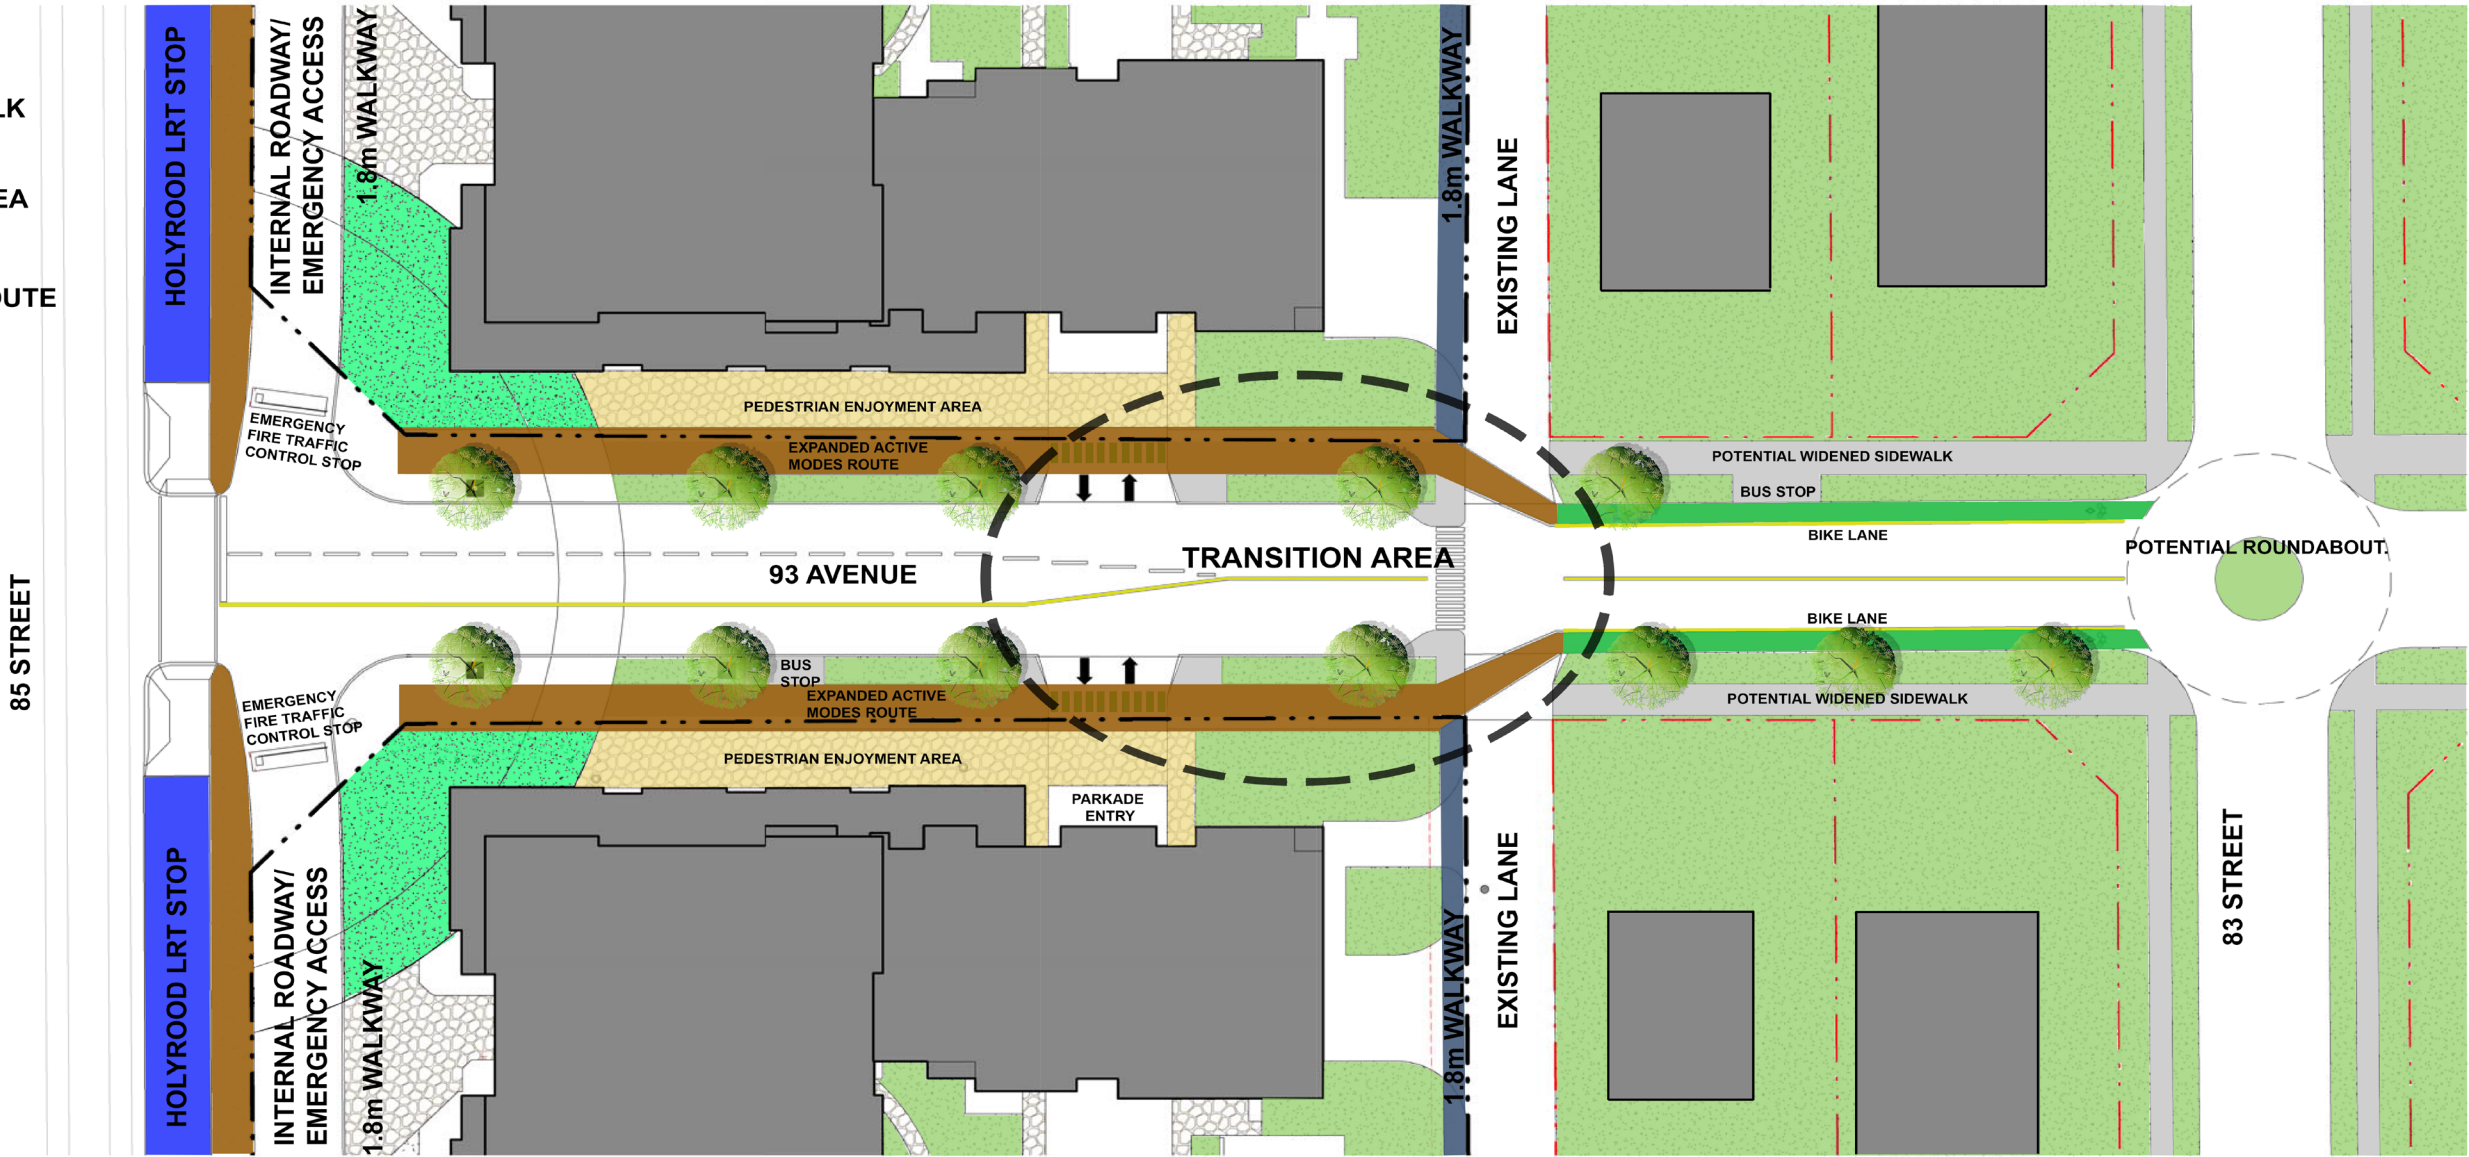 LK
EA
OUTE
85 STREET
HOLYROOD LRT STOP
INTERNAL ROADWAY/
EMERGENCY ACCESS
1.8m WALKWAY
1.8m WALKWAY
EXISTING LANE
EMERGENCY
FIRE TRAFFIC
CONTROL STOP
PEDESTRIAN ENJOYMENT AREA
EXPANDED ACTIVE
MODES ROUTE
POTENTIAL WIDENED SIDEWALK
BUS STOP
BIKE LANE
TRANSITION AREA
93 AVENUE
POTENTIAL ROUNDABOUT.
BIKE LANE
BUS
STOP
EXPANDED ACTIVE
MODES ROUTE
POTENTIAL WIDENED SIDEWALK
EMERGENCY
FIRE TRAFFIC
CONTROL STOP
PEDESTRIAN ENJOYMENT AREA
PARKADE
ENTRY
HOLYROOD LRT STOP
INTERNAL ROADWAY/
EMERGENCY ACCESS
1.8m WALKWAY
1.8m WALKWAY
EXISTING LANE
83 STREET